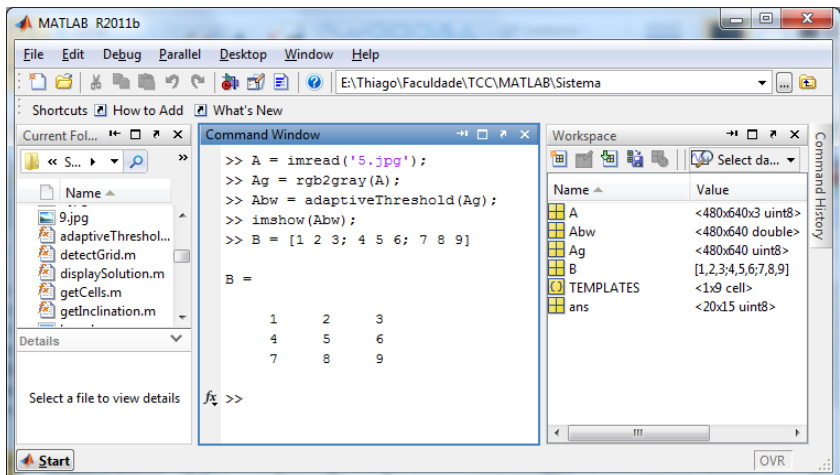 MATLAB R2011b
File Edit Debug Parallel Desktop Window Help
E:\Thiago\Faculdade\TCC\MATLAB\Sistema
Shortcuts How to Add What's New
Current Fol...
« S...
Name
9.jpg
adaptiveThreshol...
detectGrid.m
displaySolution.m
getCells.m
getInclination.m
Details
Select a file to view details
Command Window
>> A = imread('5.jpg');
>> Ag = rgb2gray(A);
>> Abw = adaptiveThreshold(Ag);
>> imshow(Abw);
>> B = [1 2 3; 4 5 6; 7 8 9]
B =
1 2 3
4 5 6
7 8 9
fx >>
Workspace
Select da...
Name Value
A <480x640x3 uint8>
Abw <480x640 double>
Ag <480x640 uint8>
B [1,2,3;4,5,6;7,8,9]
TEMPLATES <1x9 cell>
ans <20x15 uint8>
Command History
Start
OVR